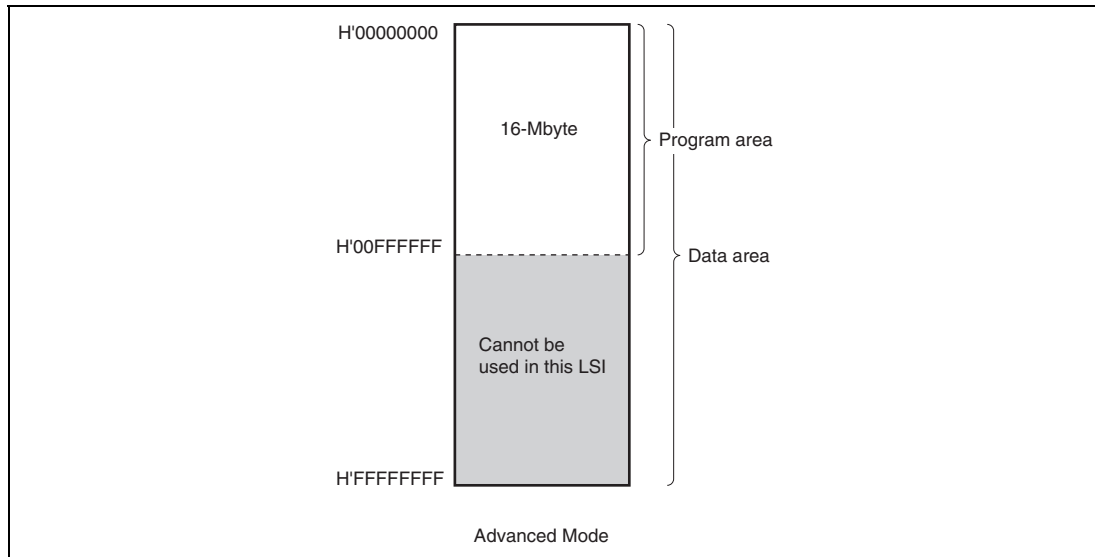 H'00000000
16-Mbyte
Program area
H'00FFFFFF
Data area
Cannot be
used in this LSI
H'FFFFFFFF
Advanced Mode